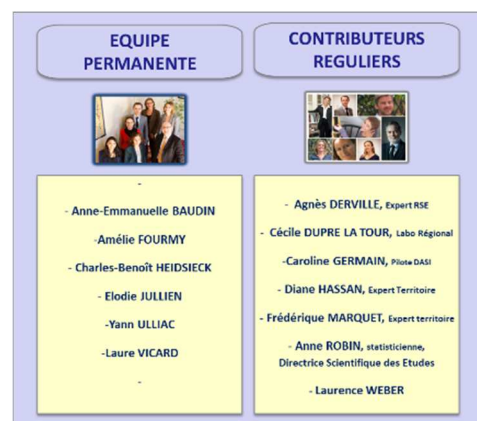 EQUIPE
PERMANENTE
-
- Anne-Emmanuelle BAUDIN
-Amélie FOURMY
- Charles-Benoît HEIDSIECK
- Elodie JULLIEN
-Yann ULLIAC
-Laure VICARD
-
CONTRIBUTEURS
REGULIERS
- Agnès DERVILLE, Expert RSE
- Cécile DUPRE LA TOUR, Labo Régional
-Caroline GERMAIN, Pilote DASI
- Diane HASSAN, Expert Territoire
- Frédérique MARQUET, Expert territoire
- Anne ROBIN, statisticienne,
Directrice Scientifique des Etudes
- Laurence WEBER